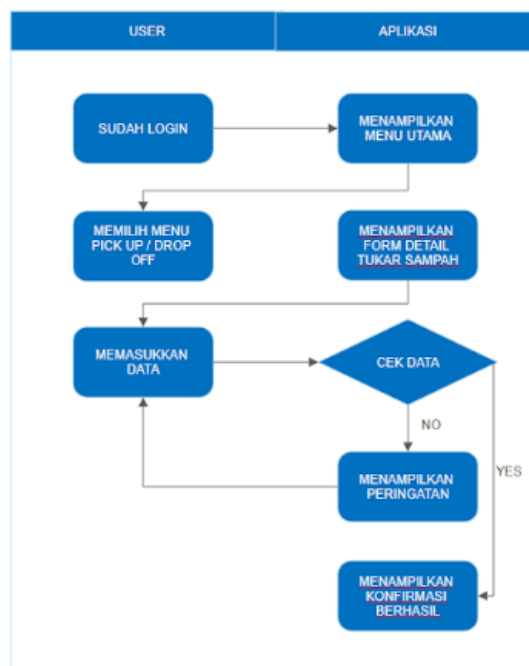 USER
APLIKASI
SUDAH LOGIN
MENAMPILKAN
MENU UTAMA
MEMILIH MENU
PICK UP / DROP
OFF
MENAMPILKAN
FORM DETAIL
TUKAR SAMPAH
MEMASUKKAN
DATA
CEK DATA
NO
YES
MENAMPILKAN
PERINGATAN
MENAMPILKAN
KONFIRMASI
BERHASIL